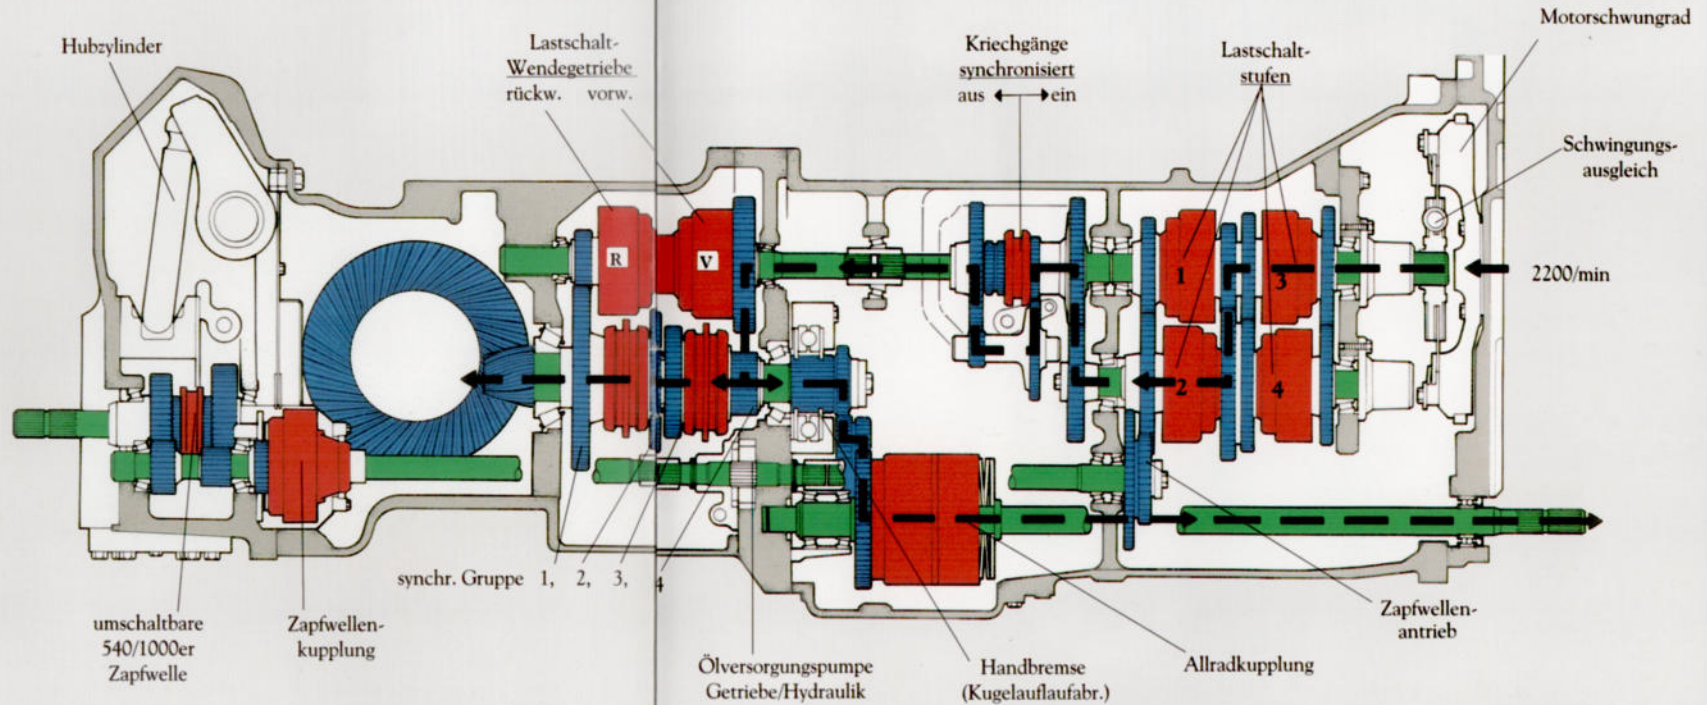 Motorschwungrad
Hubzylinder
Lastschalt-
Wendegetriebe
rückw. vorw.
Kriechgänge
synchronisiert
aus ein
Lastschalt-
stufen
Schwingungs-
ausgleich
R
V
1
3
2200/min
2
4
synchr. Gruppe 1, 2, 3, 4
umschaltbare
540/1000er
Zapfwelle
Zapfwellen-
kupplung
Ölversorgungspumpe
Getriebe/Hydraulik
Handbremse
(Kugelauflaufabr.)
Allradkupplung
Zapfwellen-
antrieb